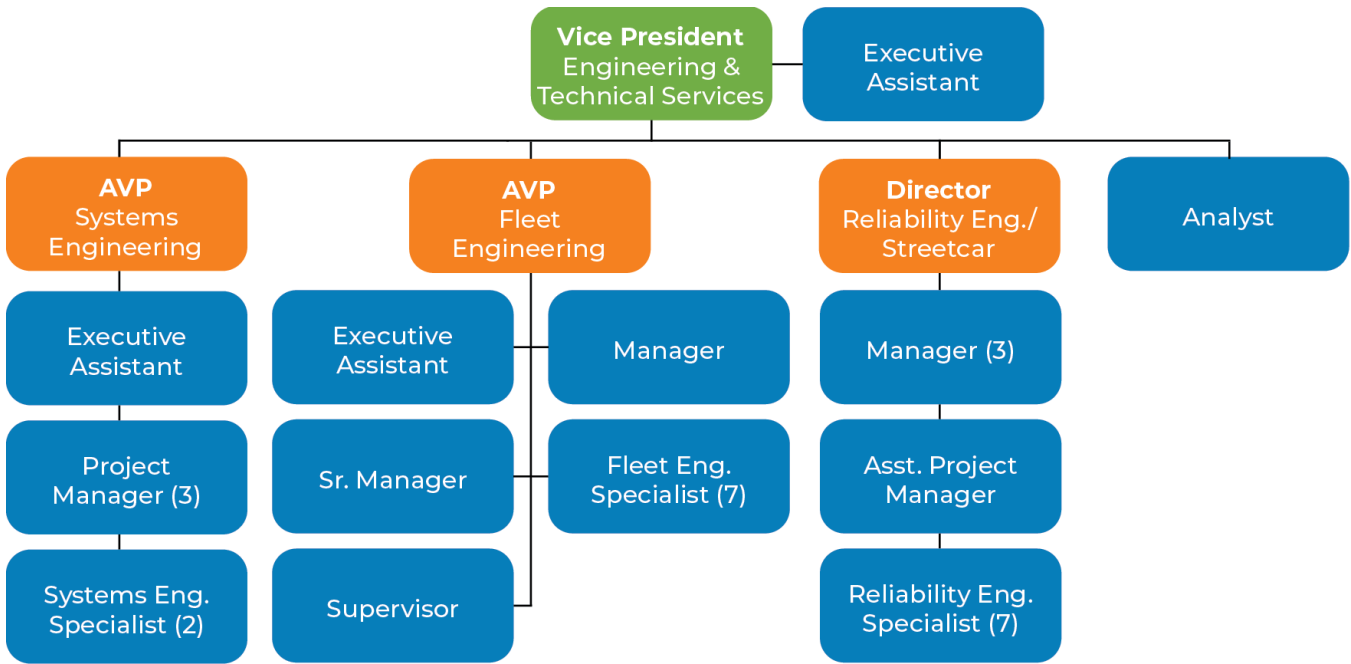 Vice President
Engineering &
Technical Services
Executive
Assistant
AVP
Systems
Engineering
AVP
Fleet
Engineering
Director
Reliability Eng./
Streetcar
Analyst
Executive
Assistant
Executive
Assistant
Manager
Manager (3)
Project
Manager (3)
Sr. Manager
Fleet Eng.
Specialist (7)
Asst. Project
Manager
Systems Eng.
Specialist (2)
Supervisor
Reliability Eng.
Specialist (7)